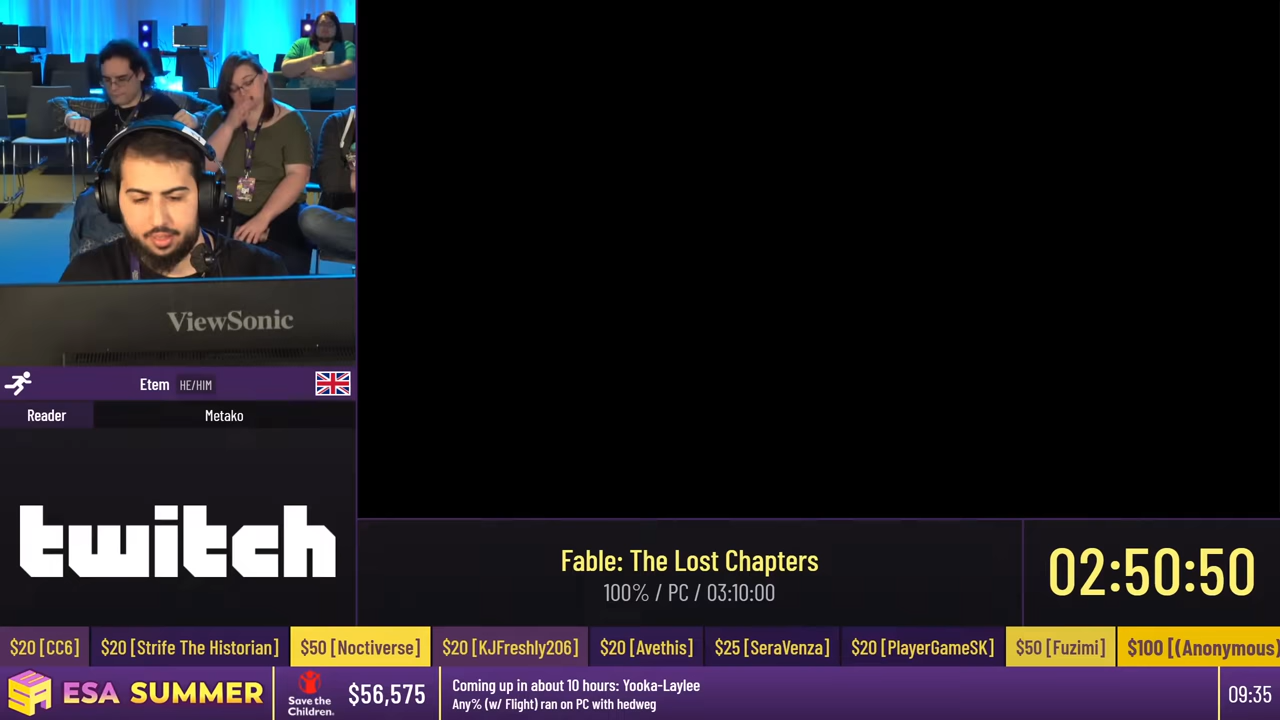 ViewSonic
Etem HE/HIM
Reader Metako
twitch
Fable: The Lost Chapters
100% / PC / 03:10:00
02:50:50
$20 [CC6] $20 [Strife The Historian] $50 [Noctiverse] $20 [KJFreshly206] $20 [Avethis] $25 [SeraVenza] $20 [PlayerGameSK] $50 [Fuzimi] $100 [(Anonymous)
ESA SUMMER
Save the
Children.
$56,575
Coming up in about 10 hours: Yooka-Laylee
Any% (w/ Flight) ran on PC with hedweg
09:35